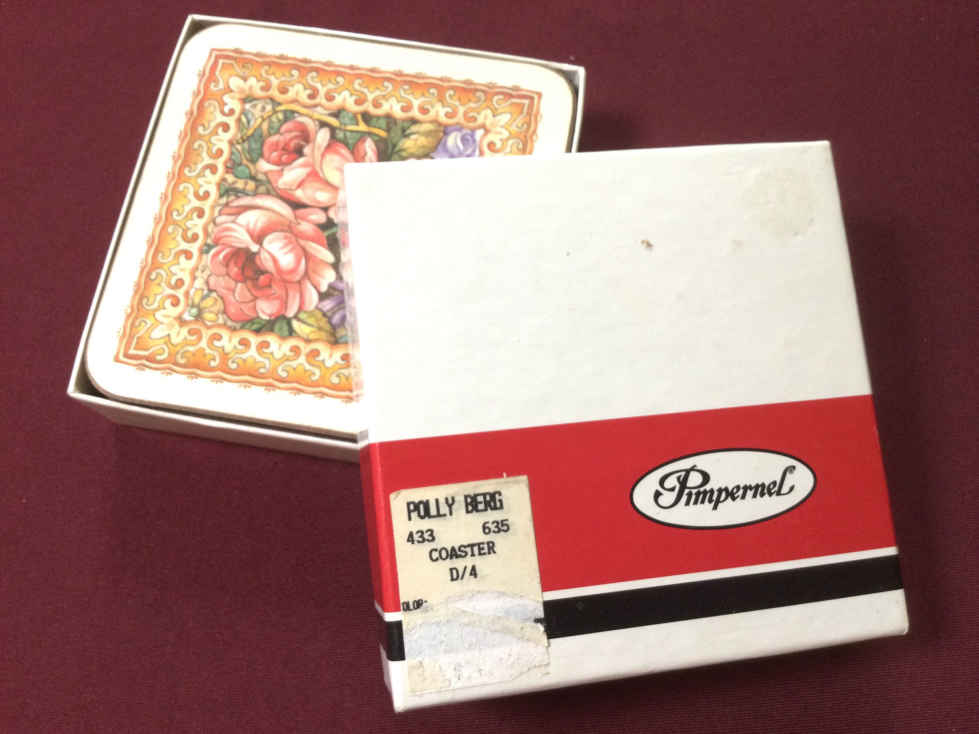 Pimpernel®
POLLY BERG
433 635
COASTER
D/4